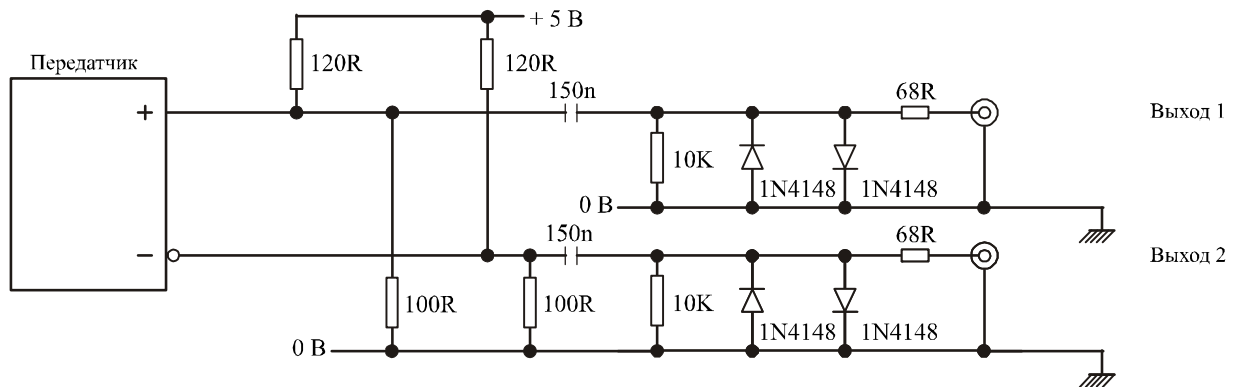 + 5 В
Передатчик
120R
120R
150n
68R
+
Выход 1
10K
1N4148
1N4148
0 В
150n
68R
−
Выход 2
100R
100R
10K
1N4148
1N4148
0 В